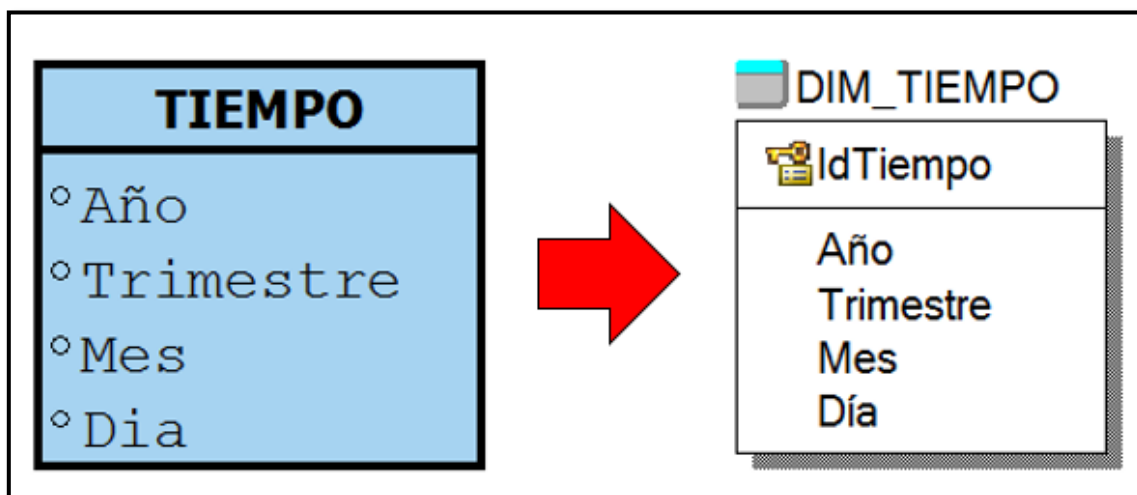 TIEMPO
Año
Trimestre
Mes
Dia
DIM_TIEMPO
IdTiempo
Año
Trimestre
Mes
Día